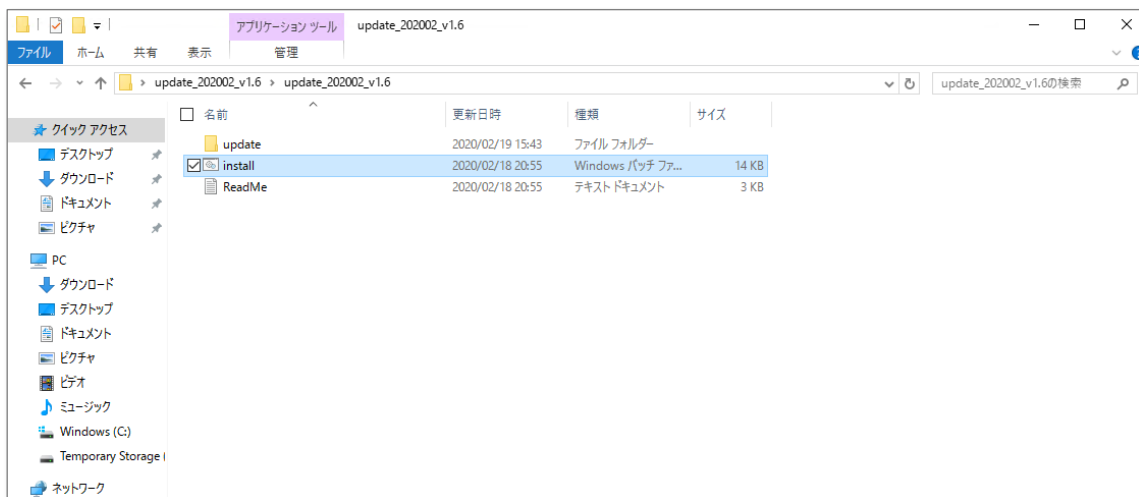 アプリケーション ツール update_202002_v1.6
ファイル ホーム 共有 表示 管理
update_202002_v1.6 › update_202002_v1.6 update_202002_v1.6の検索
名前 更新日時 種類 サイズ
update 2020/02/19 15:43 ファイル フォルダー
install 2020/02/18 20:55 Windows バッチ ファ... 14 KB
ReadMe 2020/02/18 20:55 テキスト ドキュメント 3 KB
クイック アクセス
デスクトップ
ダウンロード
ドキュメント
ピクチャ
PC
ダウンロード
デスクトップ
ドキュメント
ピクチャ
ビデオ
ミュージック
Windows (C:)
Temporary Storage (
ネットワーク